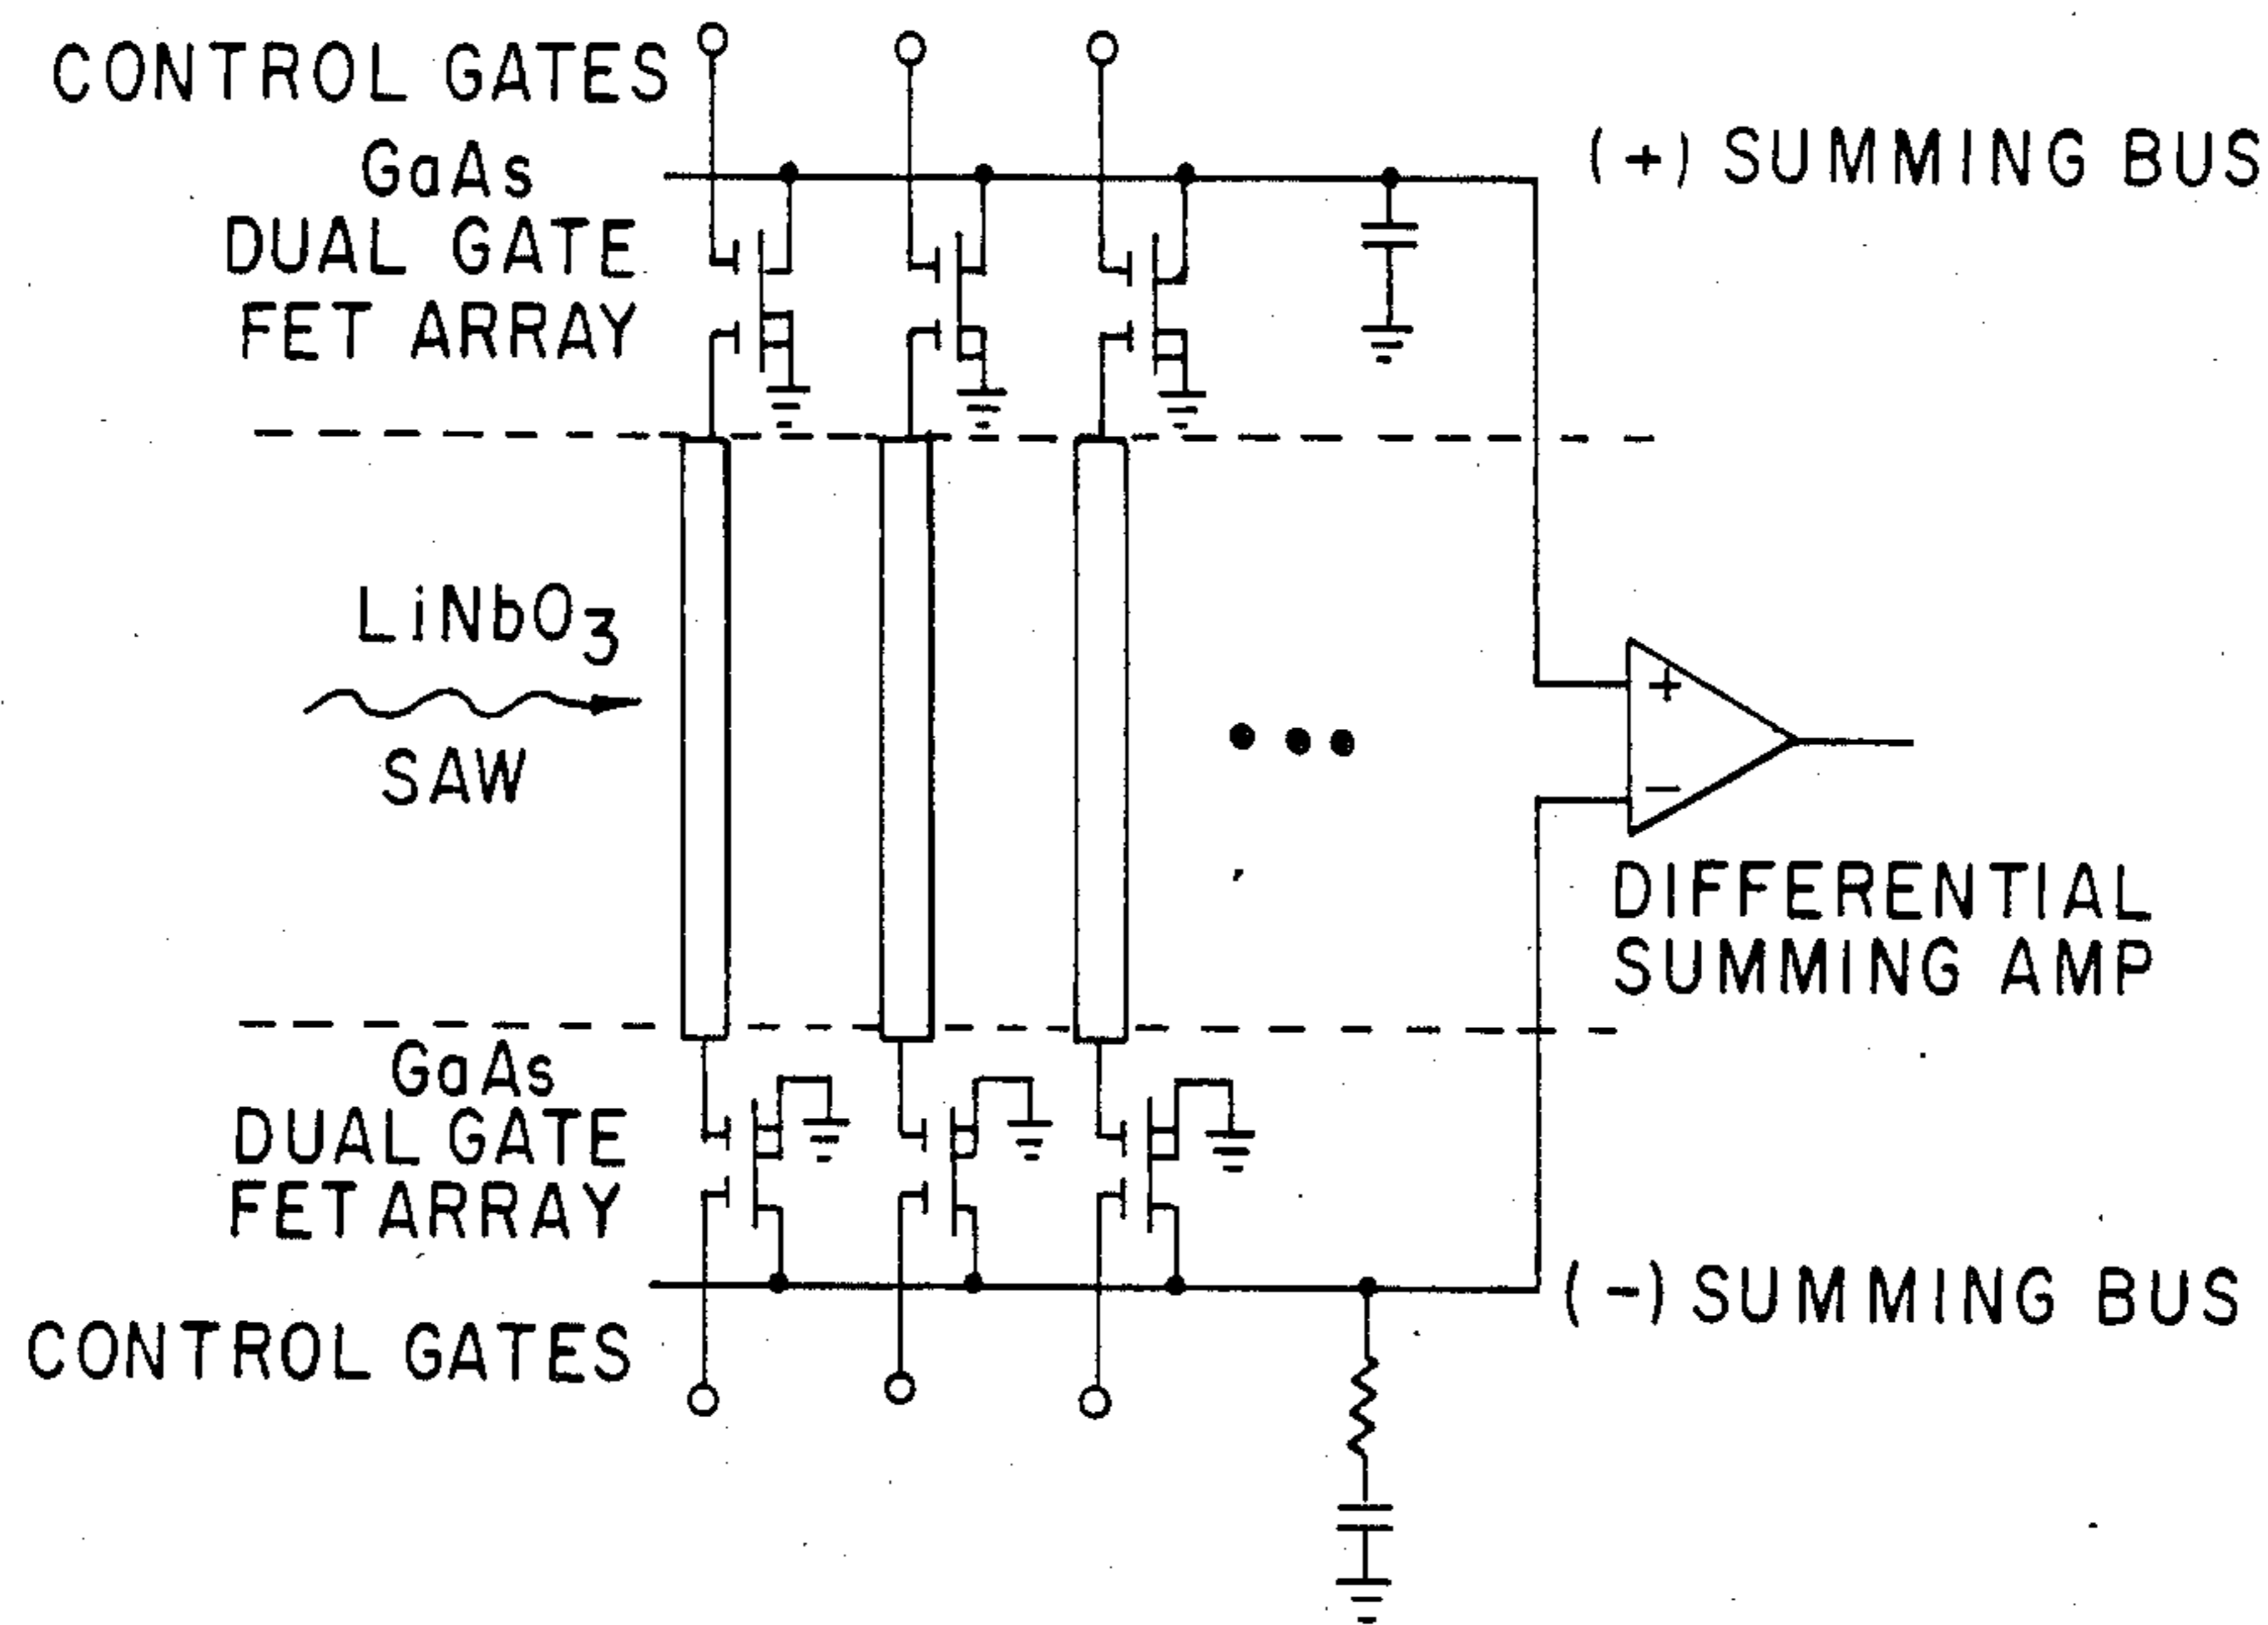 CONTROL GATES
GaAs
DUAL GATE
FET ARRAY
(+) SUMMING BUS
LiNbO3
SAW
+
−
DIFFERENTIAL
SUMMING AMP
GaAs
DUAL GATE
FET ARRAY
(-) SUMMING BUS
CONTROL GATES